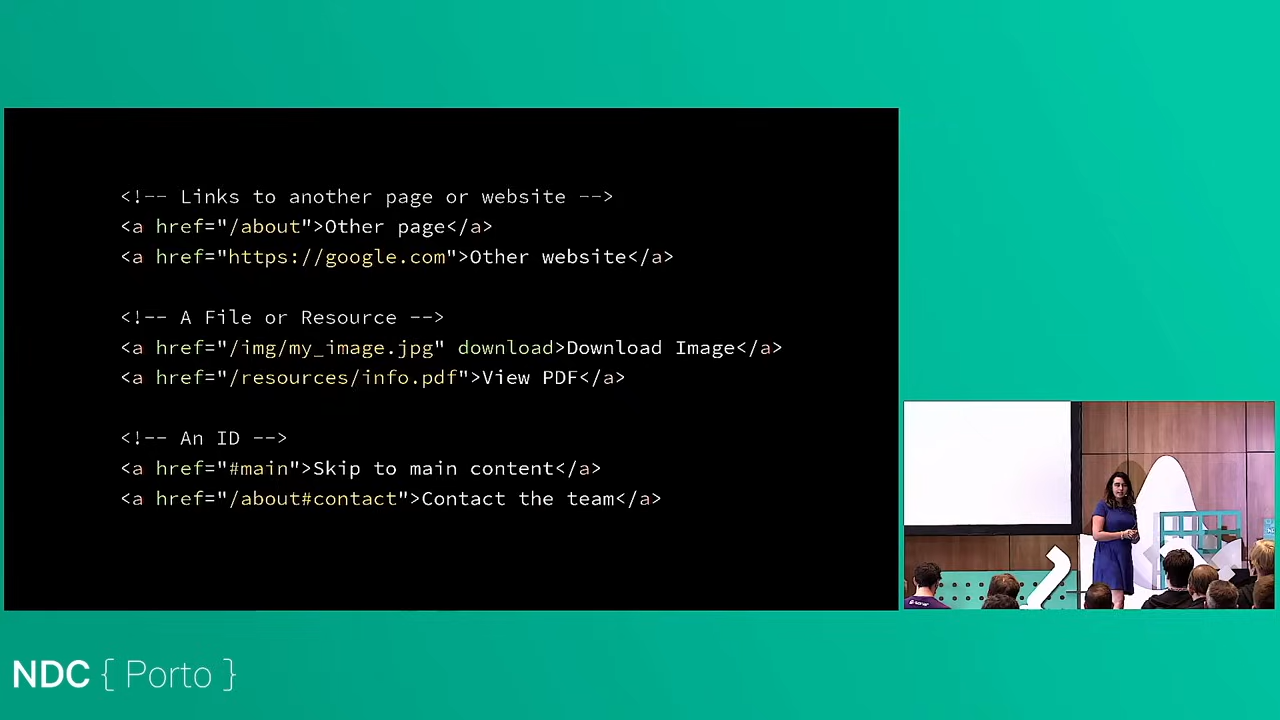 <!-- Links to another page or website -->
<a href="/about">Other page</a>
<a href="https://google.com">Other website</a>
<!-- A File or Resource -->
<a href="/img/my_image.jpg" download>Download Image</a>
<a href="/resources/info.pdf">View PDF</a>
<!-- An ID -->
<a href="#main">Skip to main content</a>
<a href="/about#contact">Contact the team</a>
NDC { Porto }